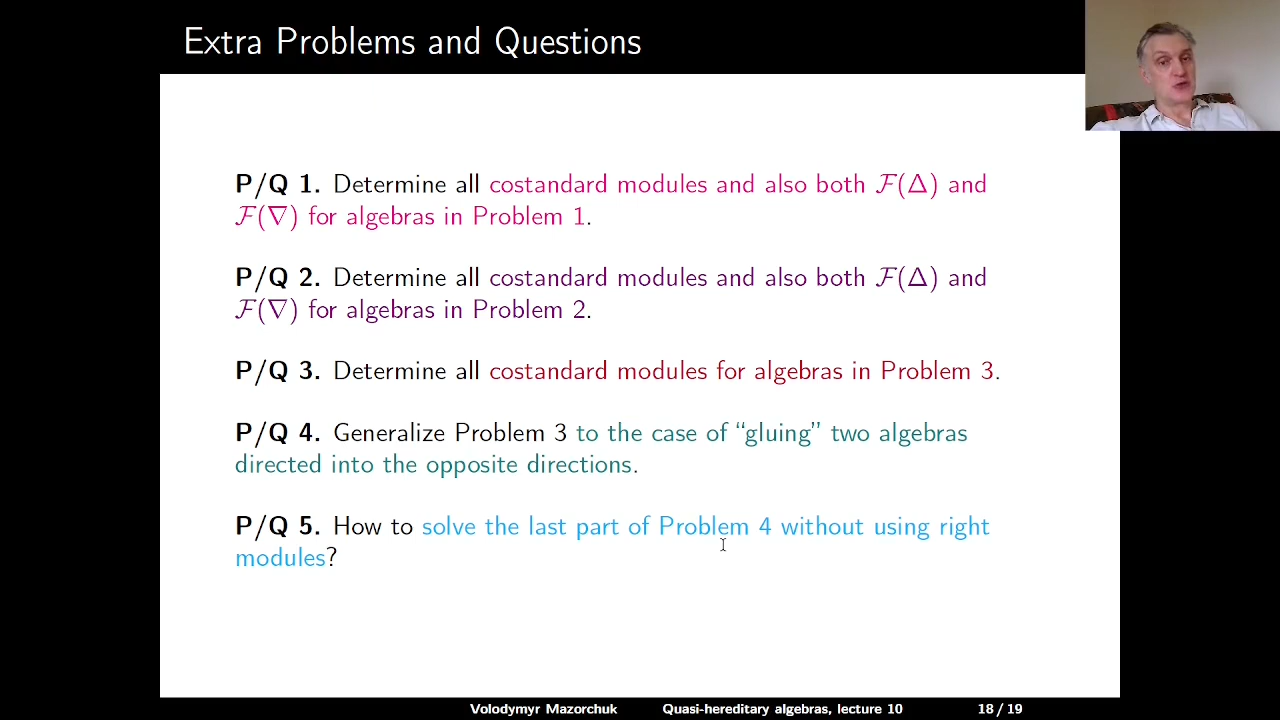 Extra Problems and Questions
P/Q 1. Determine all costandard modules and also both ℱ(Δ) and
ℱ(∇) for algebras in Problem 1.
P/Q 2. Determine all costandard modules and also both ℱ(Δ) and
ℱ(∇) for algebras in Problem 2.
P/Q 3. Determine all costandard modules for algebras in Problem 3.
P/Q 4. Generalize Problem 3 to the case of “gluing” two algebras
directed into the opposite directions.
P/Q 5. How to solve the last part of Problem 4 without using right
modules?
Volodymyr Mazorchuk Quasi-hereditary algebras, lecture 10 18 / 19